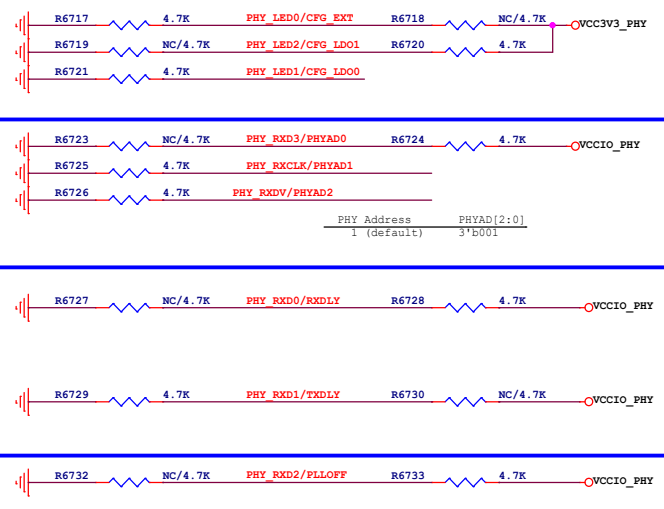 R6717 4.7K PHY_LED0/CFG_EXT R6718 NC/4.7K VCC3V3_PHY
R6719 NC/4.7K PHY_LED2/CFG_LDO1 R6720 4.7K
R6721 4.7K PHY_LED1/CFG_LDO0
R6723 NC/4.7K PHY_RXD3/PHYAD0 R6724 4.7K VCCIO_PHY
R6725 4.7K PHY_RXCLK/PHYAD1
R6726 4.7K PHY_RXDV/PHYAD2
PHY Address PHYAD[2:0]
1 (default) 3'b001
R6727 NC/4.7K PHY_RXD0/RXDLY R6728 4.7K VCCIO_PHY
R6729 4.7K PHY_RXD1/TXDLY R6730 NC/4.7K VCCIO_PHY
R6732 NC/4.7K PHY_RXD2/PLLOFF R6733 4.7K VCCIO_PHY